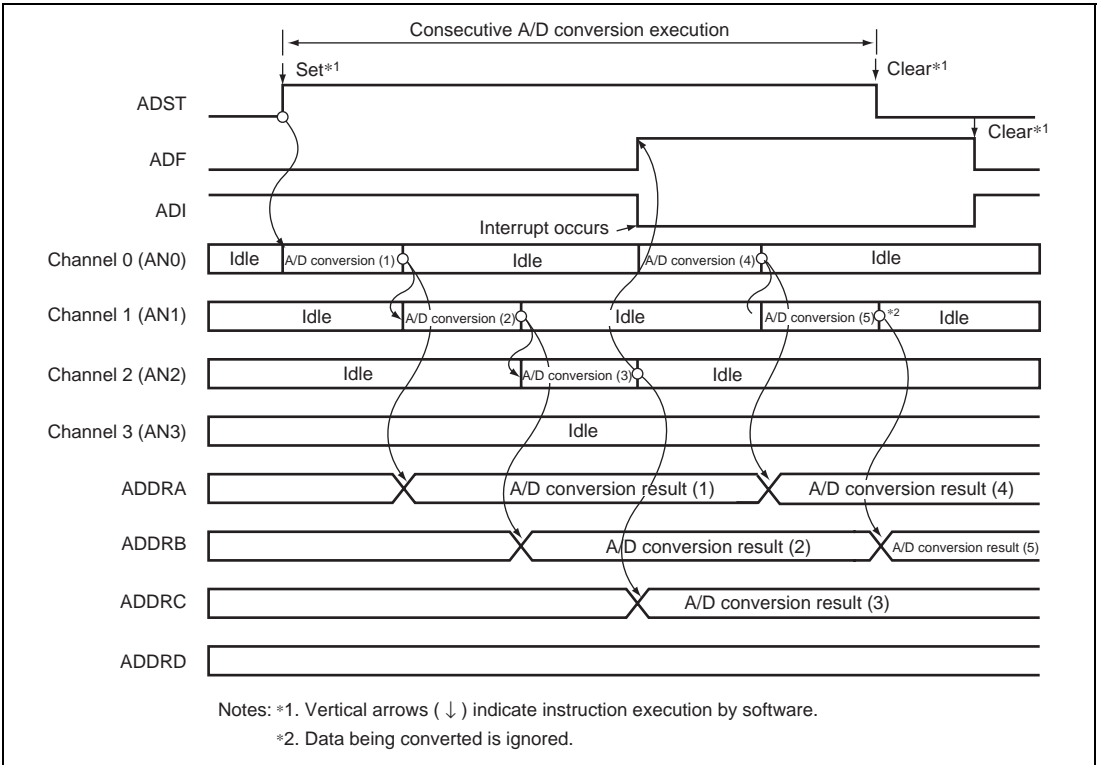 Consecutive A/D conversion execution
Set*1
Clear*1
ADST
Clear*1
ADF
ADI
Interrupt occurs
Channel 0 (AN0) Idle A/D conversion (1) Idle A/D conversion (4) Idle
Channel 1 (AN1) Idle A/D conversion (2) Idle A/D conversion (5) *2 Idle
Channel 2 (AN2) Idle A/D conversion (3) Idle
Channel 3 (AN3) Idle
ADDRA A/D conversion result (1) A/D conversion result (4)
ADDRB A/D conversion result (2) A/D conversion result (5)
ADDRC A/D conversion result (3)
ADDRD
Notes: *1. Vertical arrows ( ↓ ) indicate instruction execution by software.
*2. Data being converted is ignored.